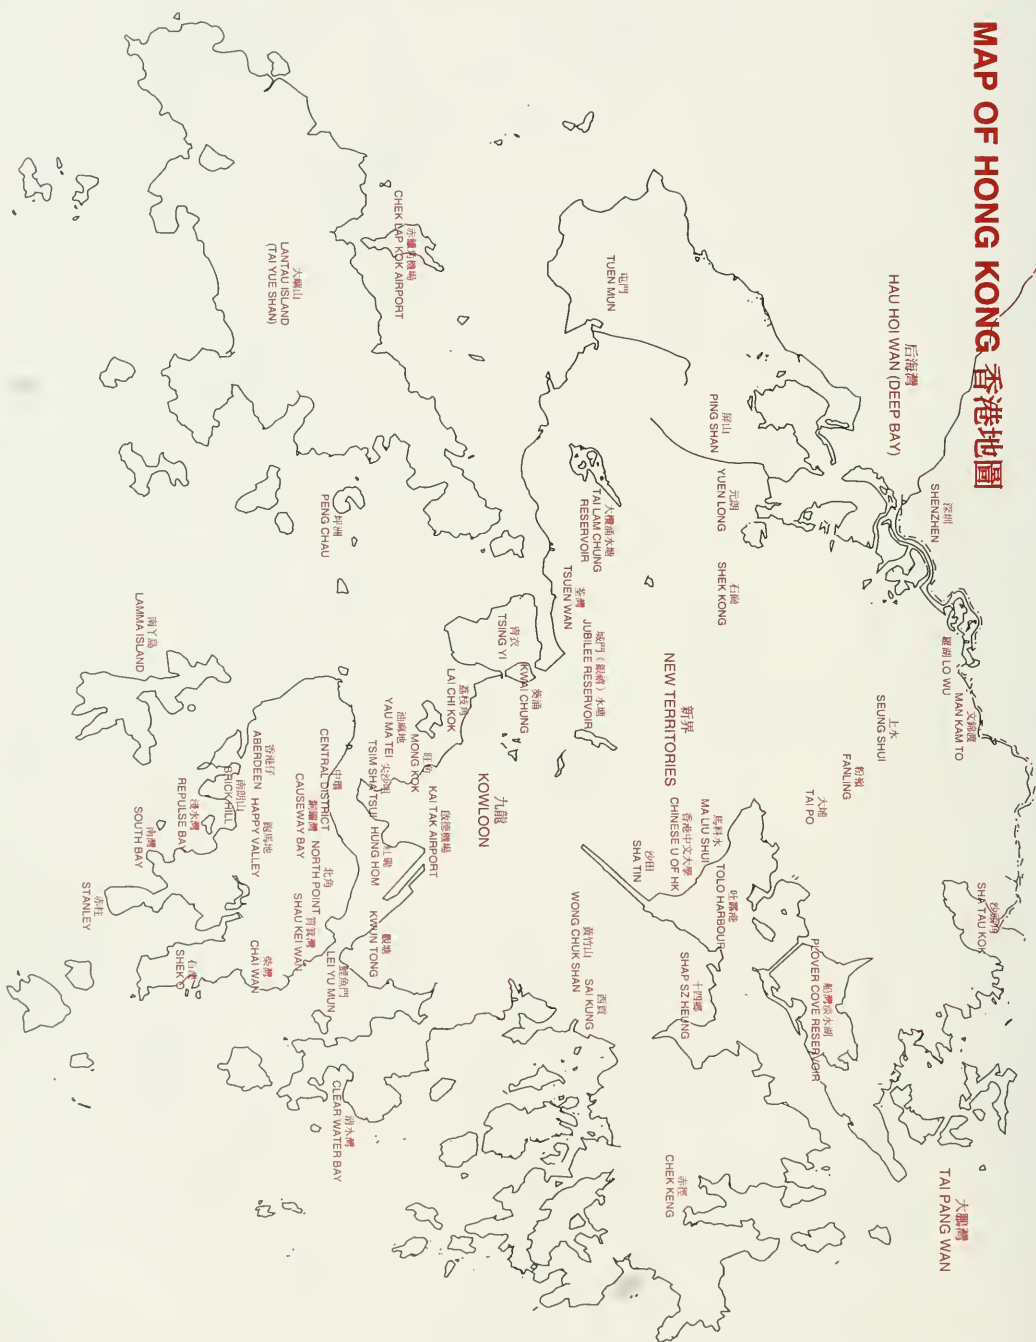 MAP OF HONG KONG 香港地圖
后海灣
HAU HOI WAN (DEEP BAY)
深圳
SHENZHEN
羅湖 LO WU
文錦渡
MAN KAM TO
沙頭角
SHA TAU KOK
大鵬灣
TAI PANG WAN
上水
SEUNG SHUI
粉嶺
FANLING
大埔
TAI PO
船灣淡水湖
PLOVER COVE RESERVOIR
屏山
PING SHAN
元朗
YUEN LONG
石崗
SHEK KONG
吐露港
TOLO HARBOUR
馬料水
MA LIU SHUI
香港中文大學
CHINESE U OF HK
新界
NEW TERRITORIES
十四鄉
SHAP SZ HEUNG
赤徑
CHEK KENG
屯門
TUEN MUN
大欖涌水塘
TAI LAM CHUNG
RESERVOIR
城門（銀禧）水塘
JUBILEE RESERVOIR
沙田
SHA TIN
荃灣
TSUEN WAN
黃竹山
WONG CHUK SHAN
西貢
SAI KUNG
葵涌
KWAI CHUNG
青衣
TSING YI
九龍
KOWLOON
荔枝角
LAI CHI KOK
啟德機場
KAI TAK AIRPORT
旺角
MONG KOK
赤鱲角機場
CHEK LAP KOK AIRPORT
油麻地
YAU MA TEI
尖沙咀
TSIM SHA TSUI
紅磡
HUNG HOM
觀塘
KWUN TONG
鯉魚門
LEI YU MUN
清水灣
CLEAR WATER BAY
坪洲
PENG CHAU
中環
CENTRAL DISTRICT
北角
NORTH POINT
銅鑼灣
CAUSEWAY BAY
筲箕灣
SHAU KEI WAN
大嶼山
LANTAU ISLAND
(TAI YUE SHAN)
香港仔
ABERDEEN
跑馬地
HAPPY VALLEY
柴灣
CHAI WAN
南朗山
BRICK HILL
淺水灣
REPULSE BAY
石澳
SHEK O
南丫島
LAMMA ISLAND
南灣
SOUTH BAY
赤柱
STANLEY